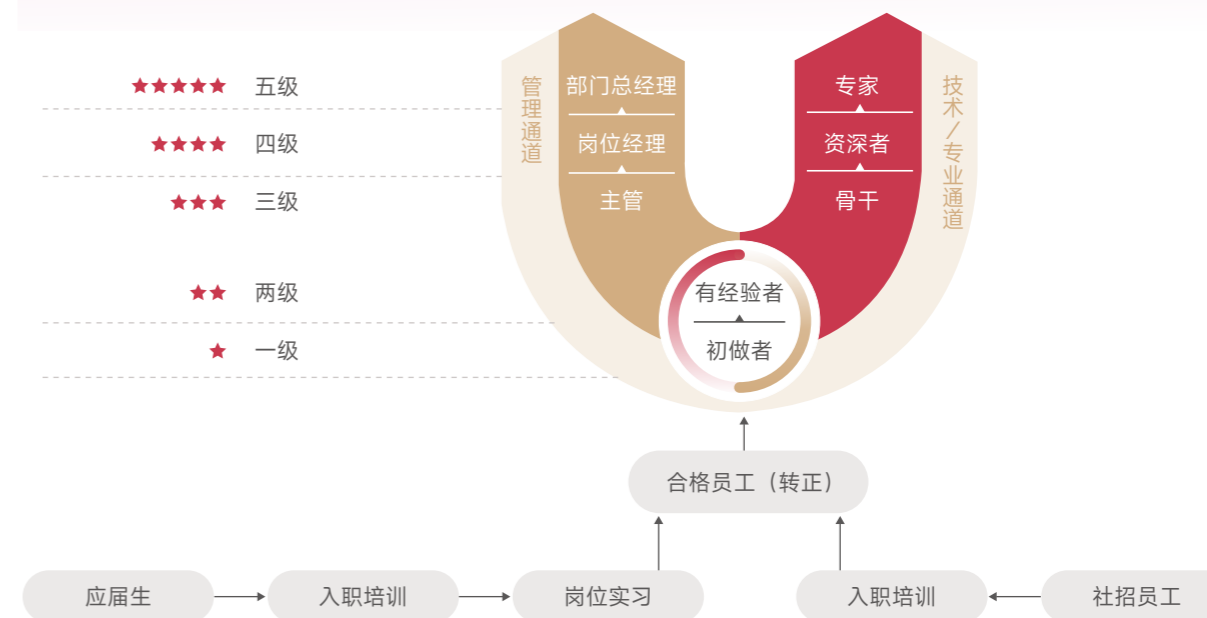 五级
四级
三级
两级
一级
管理通道
部门总经理
岗位经理
主管
专家
资深者
骨干
技术/专业通道
有经验者
初做者
合格员工（转正）
应届生
入职培训
岗位实习
入职培训
社招员工